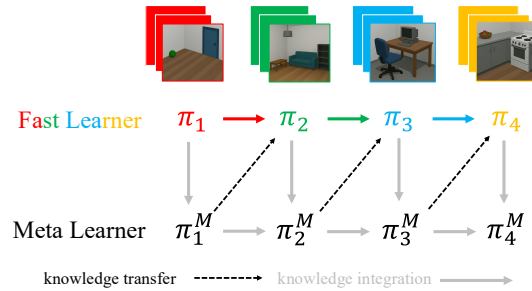 Fast Learner π₁ π₂ π₃ π₄
Meta Learner π₁ᴹ π₂ᴹ π₃ᴹ π₄ᴹ
knowledge transfer knowledge integration